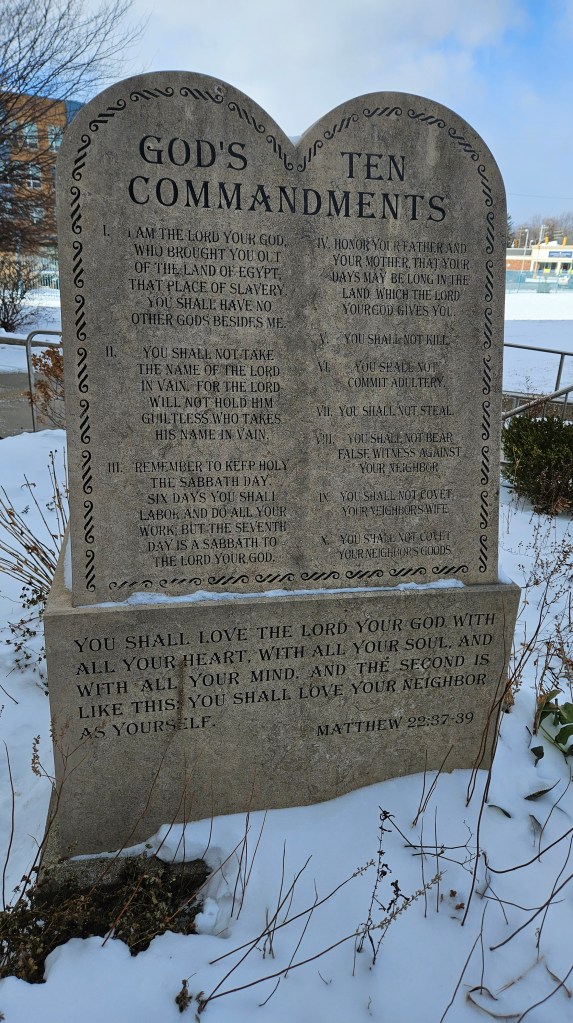 GOD'S TEN
COMMANDMENTS
I. I AM THE LORD YOUR GOD,
WHO BROUGHT YOU OUT
OF THE LAND OF EGYPT,
THAT PLACE OF SLAVERY.
YOU SHALL HAVE NO
OTHER GODS BESIDES ME.
II. YOU SHALL NOT TAKE
THE NAME OF THE LORD
IN VAIN. FOR THE LORD
WILL NOT HOLD HIM
GUILTLESS WHO TAKES
HIS NAME IN VAIN.
III. REMEMBER TO KEEP HOLY
THE SABBATH DAY.
SIX DAYS YOU SHALL
LABOR AND DO ALL YOUR
WORK, BUT THE SEVENTH
DAY IS A SABBATH TO
THE LORD YOUR GOD.
IV. HONOR YOUR FATHER AND
YOUR MOTHER, THAT YOUR
DAYS MAY BE LONG IN THE
LAND, WHICH THE LORD
YOUR GOD GIVES YOU.
V. YOU SHALL NOT KILL.
VI. YOU SHALL NOT
COMMIT ADULTERY.
VII. YOU SHALL NOT STEAL.
VIII. YOU SHALL NOT BEAR
FALSE WITNESS AGAINST
YOUR NEIGHBOR
IX. YOU SHALL NOT COVET
YOUR NEIGHBOR'S WIFE.
X. YOU SHALL NOT COVET
YOUR NEIGHBOR'S GOODS.
YOU SHALL LOVE THE LORD YOUR GOD WITH
ALL YOUR HEART, WITH ALL YOUR SOUL, AND
WITH ALL YOUR MIND, AND THE SECOND IS
LIKE THIS: YOU SHALL LOVE YOUR NEIGHBOR
AS YOURSELF. MATTHEW 22:37-39